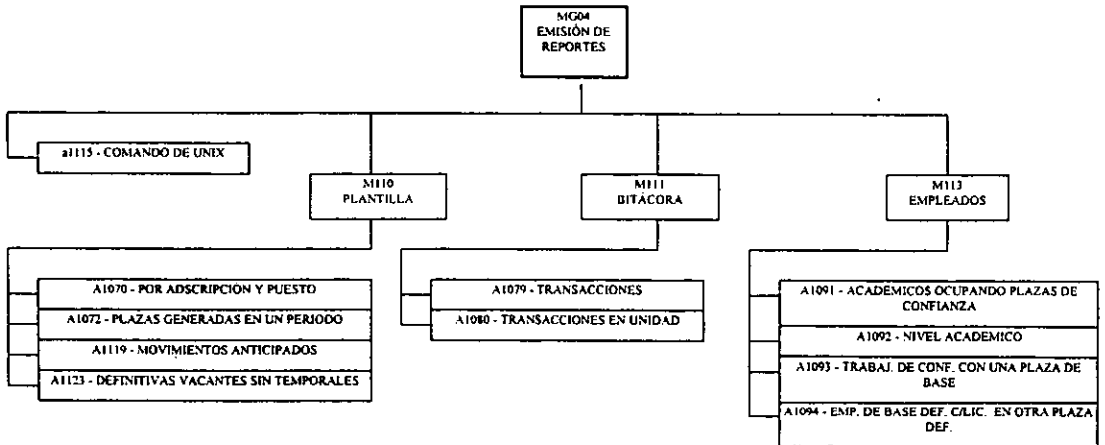 MG04
EMISIÓN DE
REPORTES
a1115 - COMANDO DE UNIX
M110
PLANTILLA
M111
BITÁCORA
M113
EMPLEADOS
A1070 - POR ADSCRIPCIÓN Y PUESTO
A1072 - PLAZAS GENERADAS EN UN PERIODO
A1119 - MOVIMIENTOS ANTICIPADOS
A1123 - DEFINITIVAS VACANTES SIN TEMPORALES
A1079 - TRANSACCIONES
A1080 - TRANSACCIONES EN UNIDAD
A1091 - ACADEMICOS OCUPANDO PLAZAS DE
CONFIANZA
A1092 - NIVEL ACADEMICO
A1093 - TRABAJ. DE CONF. CON UNA PLAZA DE
BASE
A1094 - EMP. DE BASE DEF. C/LIC. EN OTRA PLAZA
DEF.